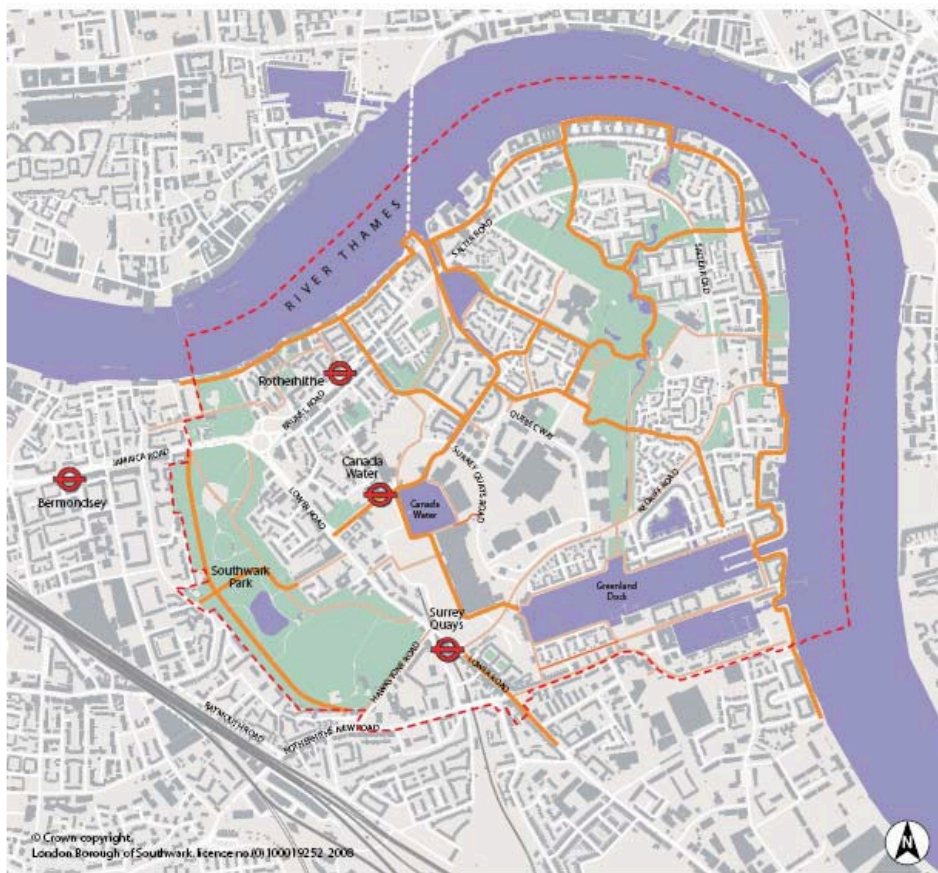 RIVER THAMES
SALTER ROAD
SALTER ROAD
Rotherhithe
BRUNEL ROAD
QUEBEC WAY
JAMAICA ROAD
Bermondsey
Canada
Water
LOWER ROAD
SURREY QUAYS ROAD
Canada
Water
REDRIFF ROAD
Southwark
Park
Greenland
Dock
Surrey
Quays
LOWER ROAD
HAWKSTONE ROAD
RAYMOUTH ROAD
ROTHERHITHE NEW ROAD
© Crown copyright.
London Borough of Southwark. licence no.(0)100019252-2008
N